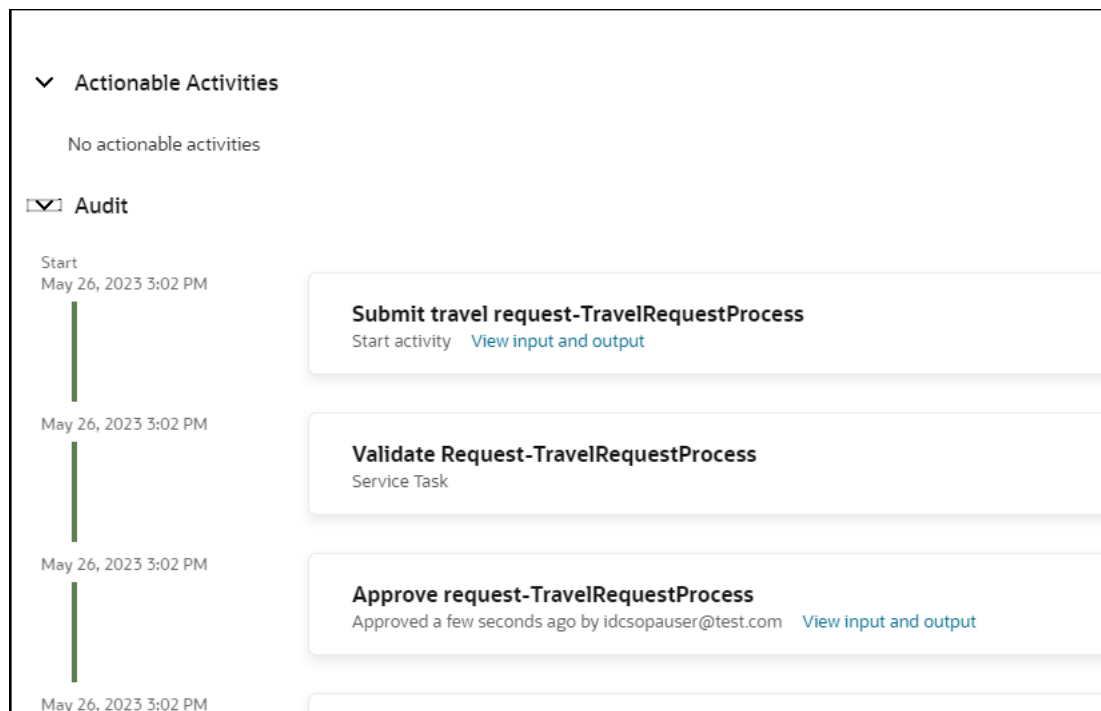 Actionable Activities
No actionable activities
Audit
Start
May 26, 2023 3:02 PM
Submit travel request-TravelRequestProcess
Start activity View input and output
May 26, 2023 3:02 PM
Validate Request-TravelRequestProcess
Service Task
May 26, 2023 3:02 PM
Approve request-TravelRequestProcess
Approved a few seconds ago by idcsopauser@test.com View input and output
May 26, 2023 3:02 PM